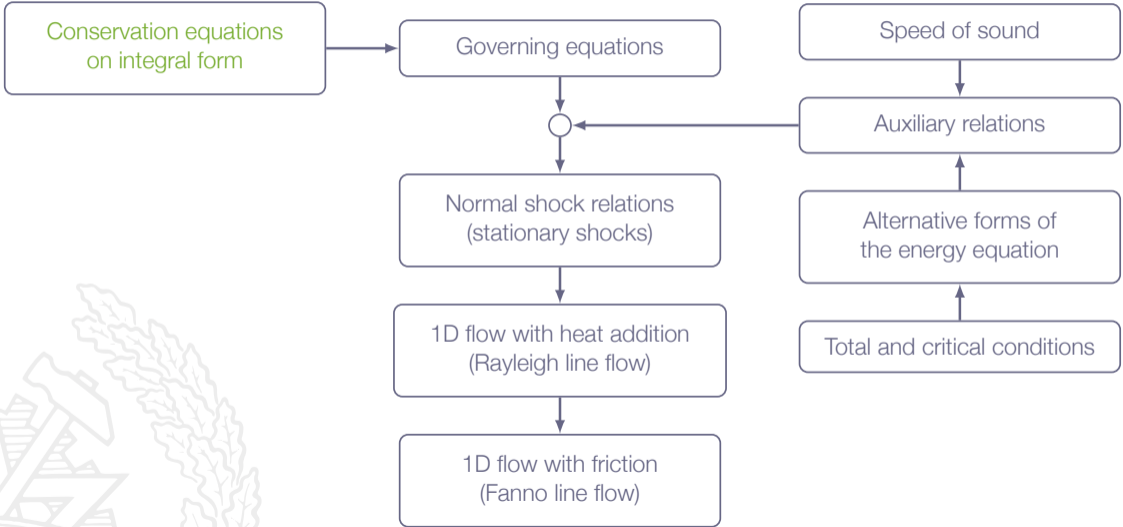 Conservation equations
on integral form
Governing equations
Speed of sound
Auxiliary relations
Normal shock relations
(stationary shocks)
Alternative forms of
the energy equation
1D flow with heat addition
(Rayleigh line flow)
Total and critical conditions
1D flow with friction
(Fanno line flow)